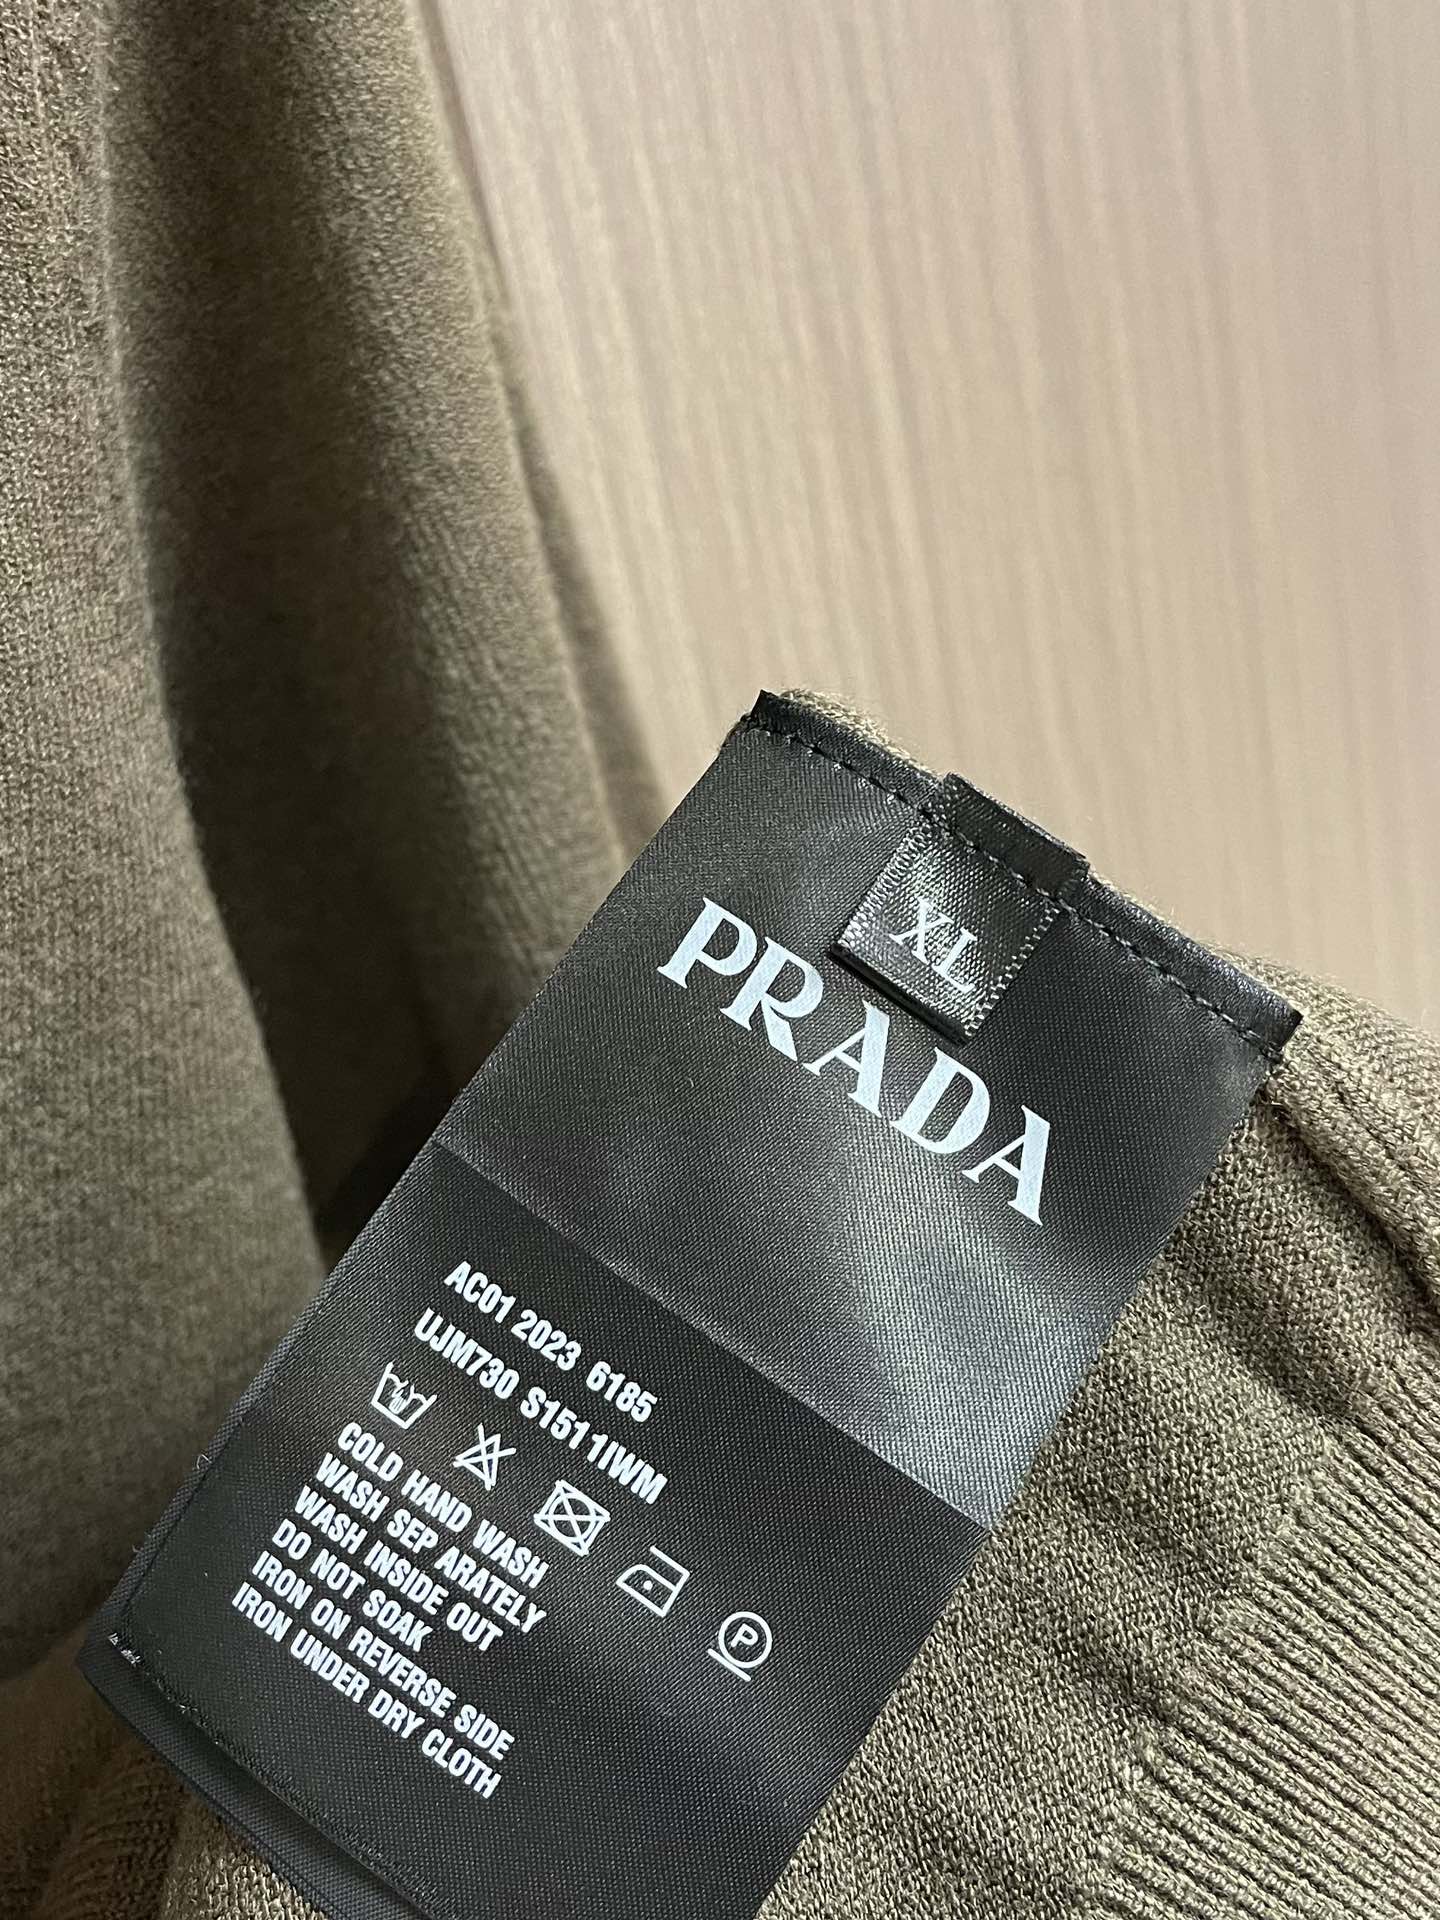 XL
PRADA
AC01 2023 6185
UJM730 S1511IWM
P
COLD HAND WASH
WASH SEP ARATELY
WASH INSIDE OUT
DO NOT SOAK
IRON ON REVERSE SIDE
IRON UNDER DRY CLOTH